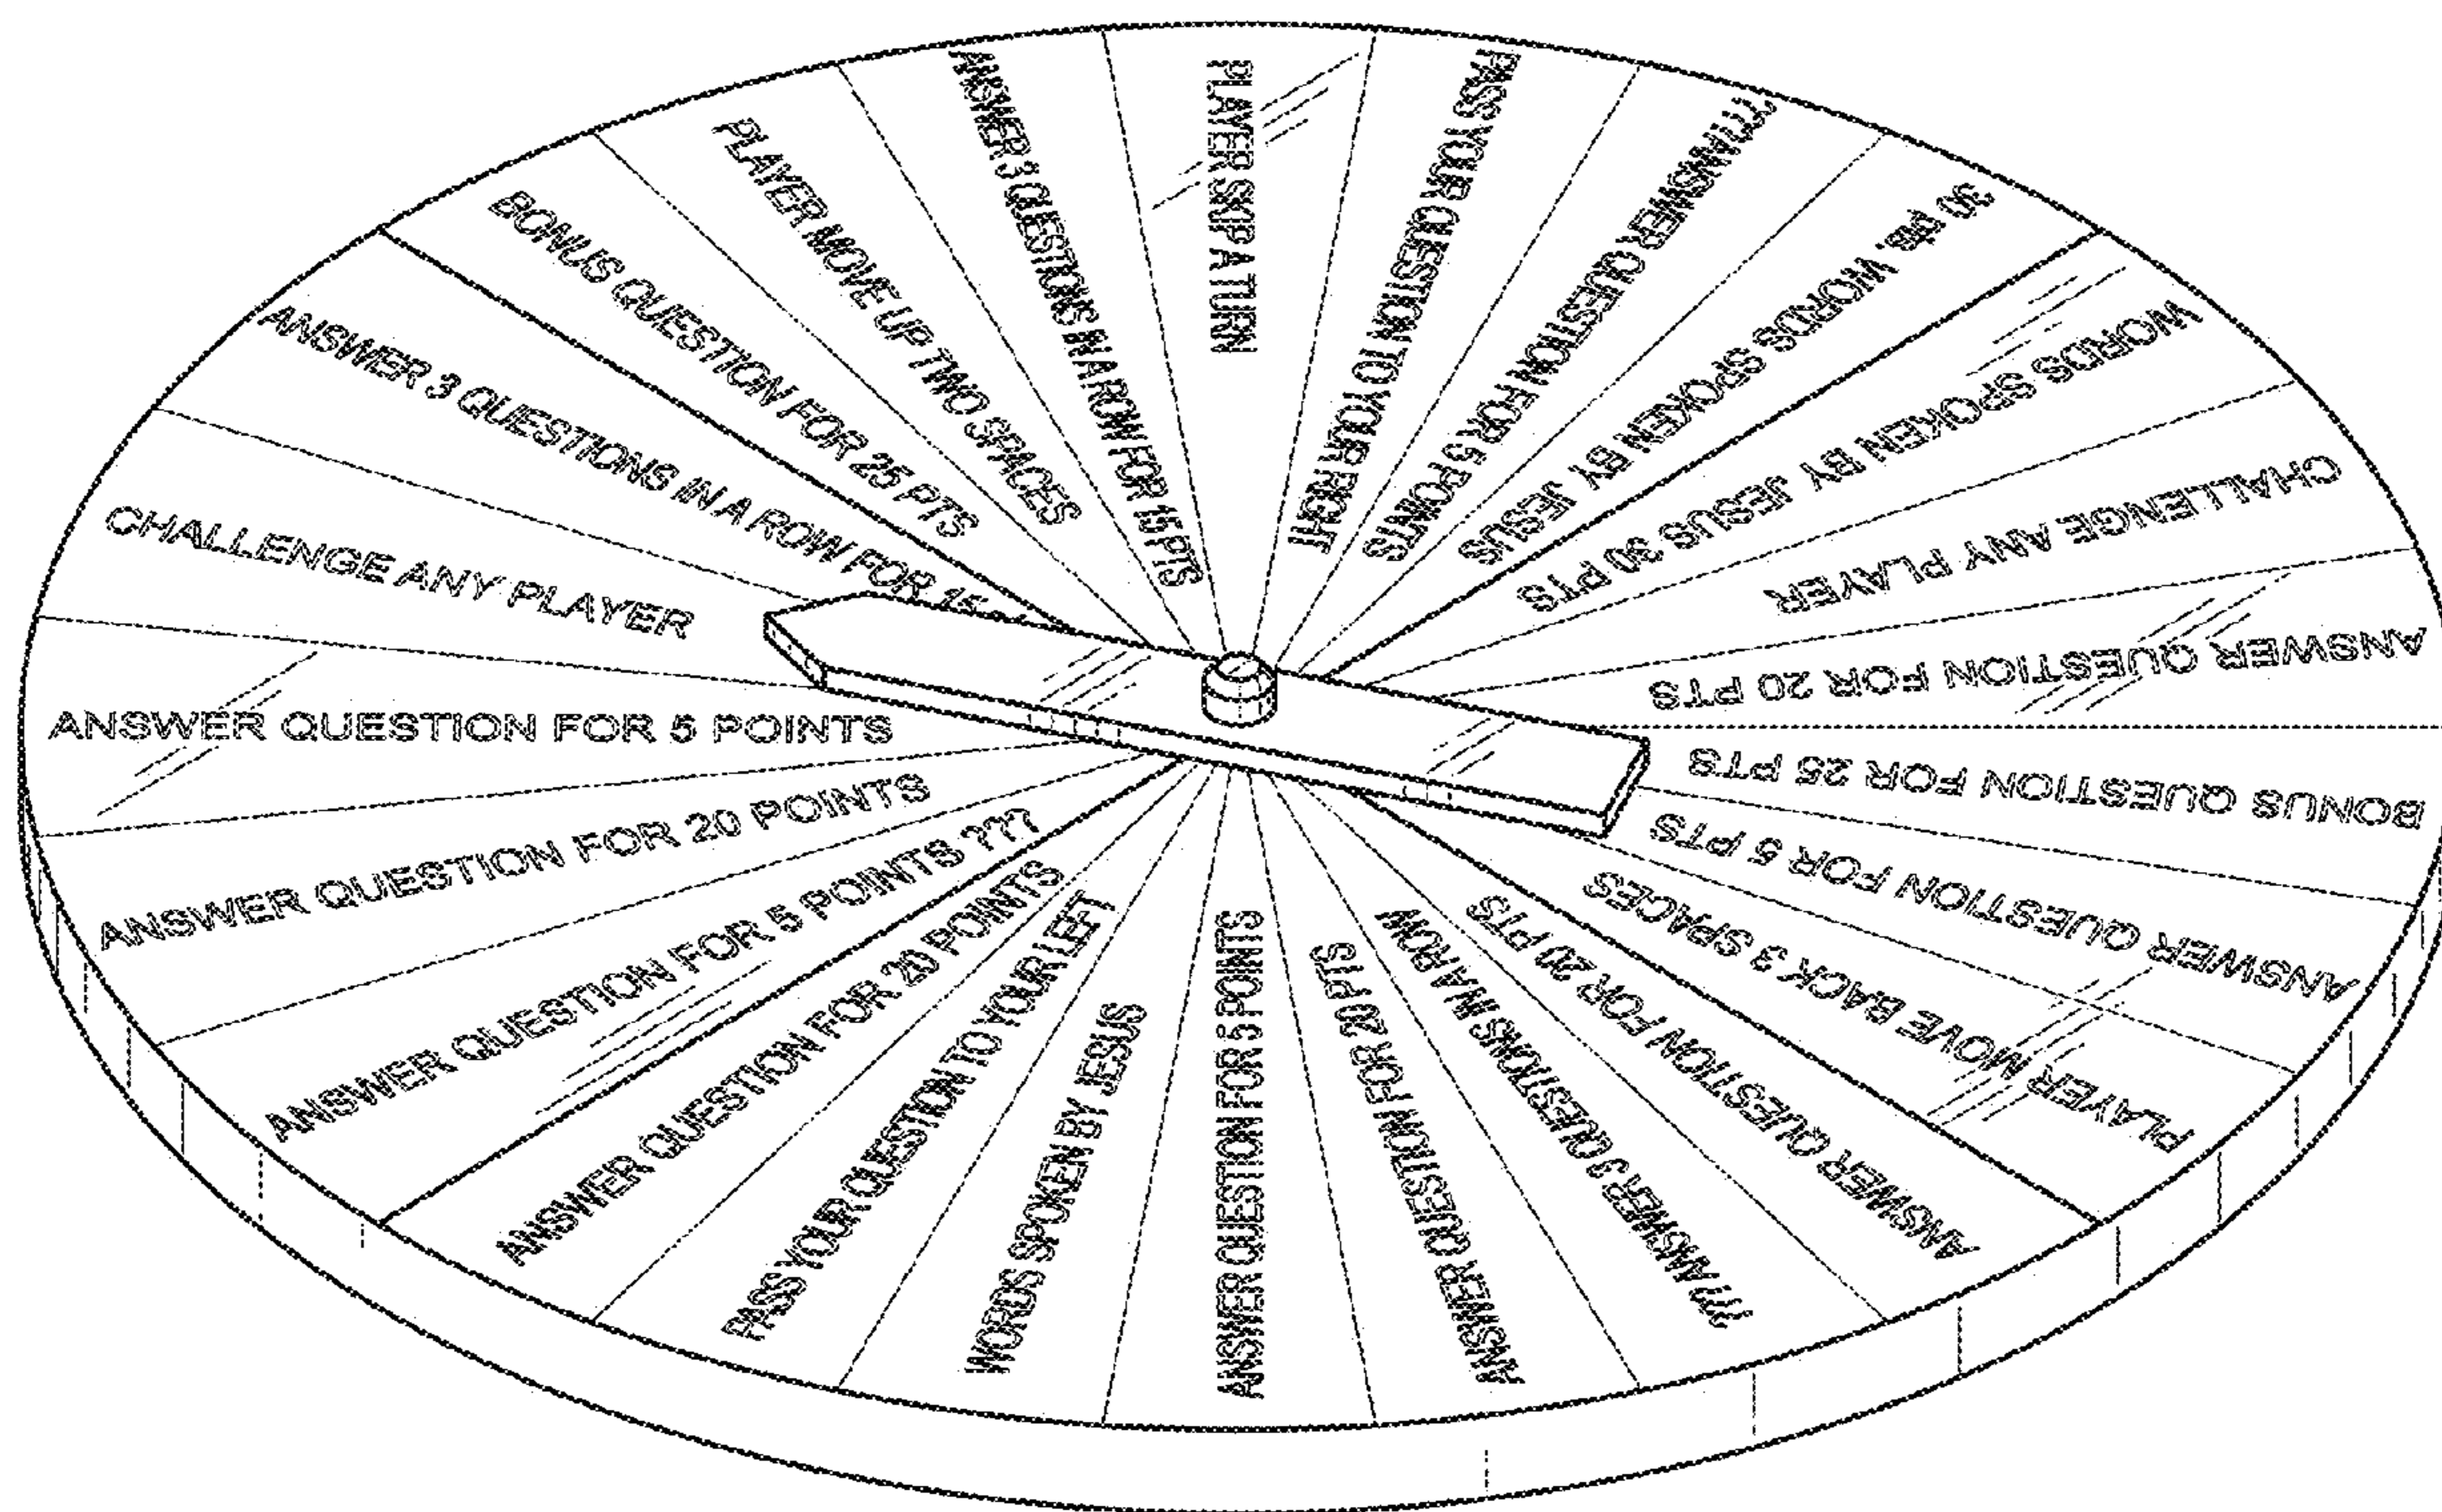 PLAYER SKIP A TURN
PASS YOUR QUESTION TO YOUR RIGHT
??? ANSWER QUESTION FOR 5 POINTS
30 pts. WORDS SPOKEN BY JESUS
WORDS SPOKEN BY JESUS 30 PTS
CHALLENGE ANY PLAYER
ANSWER QUESTION FOR 20 PTS
BONUS QUESTION FOR 25 PTS
ANSWER QUESTION FOR 5 PTS
PLAYER MOVE BACK 3 SPACES
ANSWER QUESTION FOR 20 PTS
??? ANSWER 3 QUESTIONS IN A ROW
ANSWER QUESTION FOR 20 PTS
ANSWER QUESTION FOR 5 POINTS
WORDS SPOKEN BY JESUS
PASS YOUR QUESTION TO YOUR LEFT
ANSWER QUESTION FOR 20 POINTS
ANSWER QUESTION FOR 5 POINTS ???
ANSWER QUESTION FOR 20 POINTS
ANSWER QUESTION FOR 5 POINTS
CHALLENGE ANY PLAYER
ANSWER 3 QUESTIONS IN A ROW FOR 15
BONUS QUESTION FOR 25 PTS
PLAYER MOVE UP TWO SPACES
ANSWER 3 QUESTIONS IN A ROW FOR 15 PTS